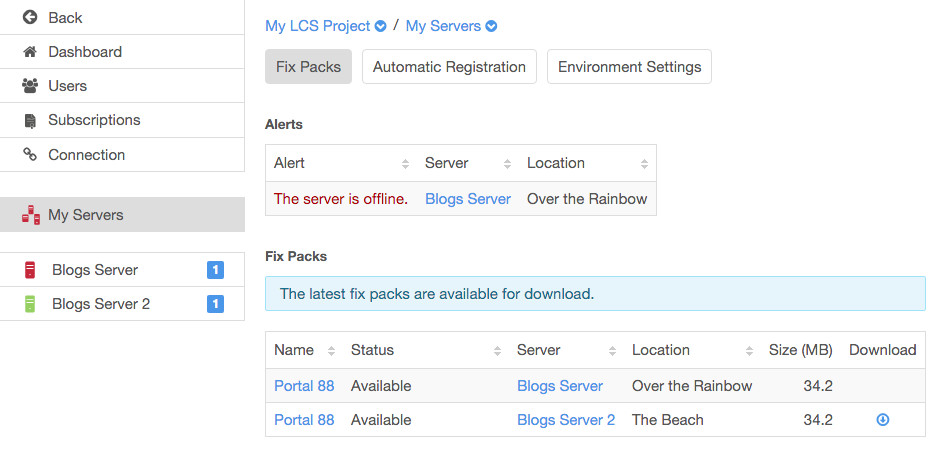 Back
Dashboard
Users
Subscriptions
Connection
My Servers
Blogs Server 1
Blogs Server 2 1
My LCS Project / My Servers
Fix Packs Automatic Registration Environment Settings
Alerts
Alert Server Location
The server is offline. Blogs Server Over the Rainbow
Fix Packs
The latest fix packs are available for download.
Name Status Server Location Size (MB) Download
Portal 88 Available Blogs Server Over the Rainbow 34.2
Portal 88 Available Blogs Server 2 The Beach 34.2